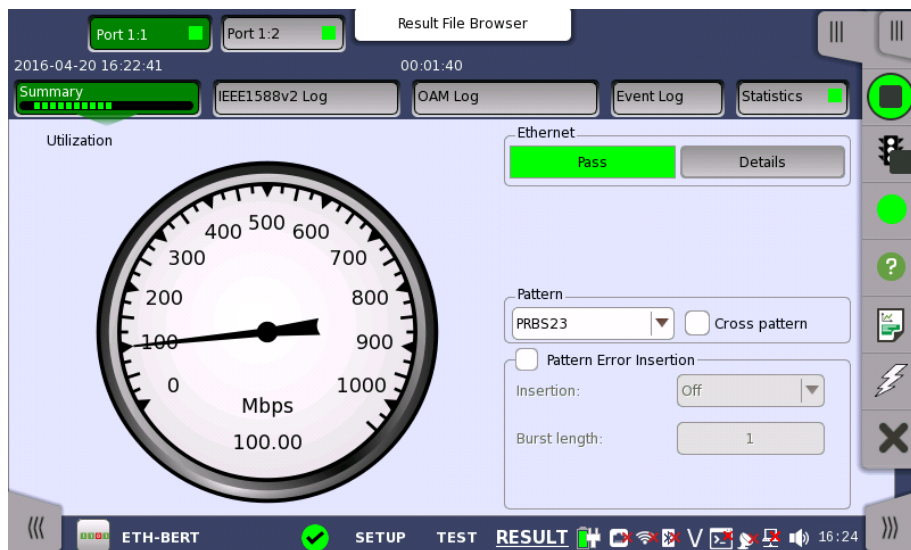 Result File Browser
Port 1:1
Port 1:2
2016-04-20 16:22:41
00:01:40
Summary
IEEE1588v2 Log
OAM Log
Event Log
Statistics
Utilization
Ethernet
Pass
Details
0
100
200
300
400
500
600
700
800
900
1000
Mbps
100.00
Pattern
PRBS23
Cross pattern
Pattern Error Insertion
Insertion:
Off
Burst length:
1
ETH-BERT
SETUP
TEST
RESULT
16:24